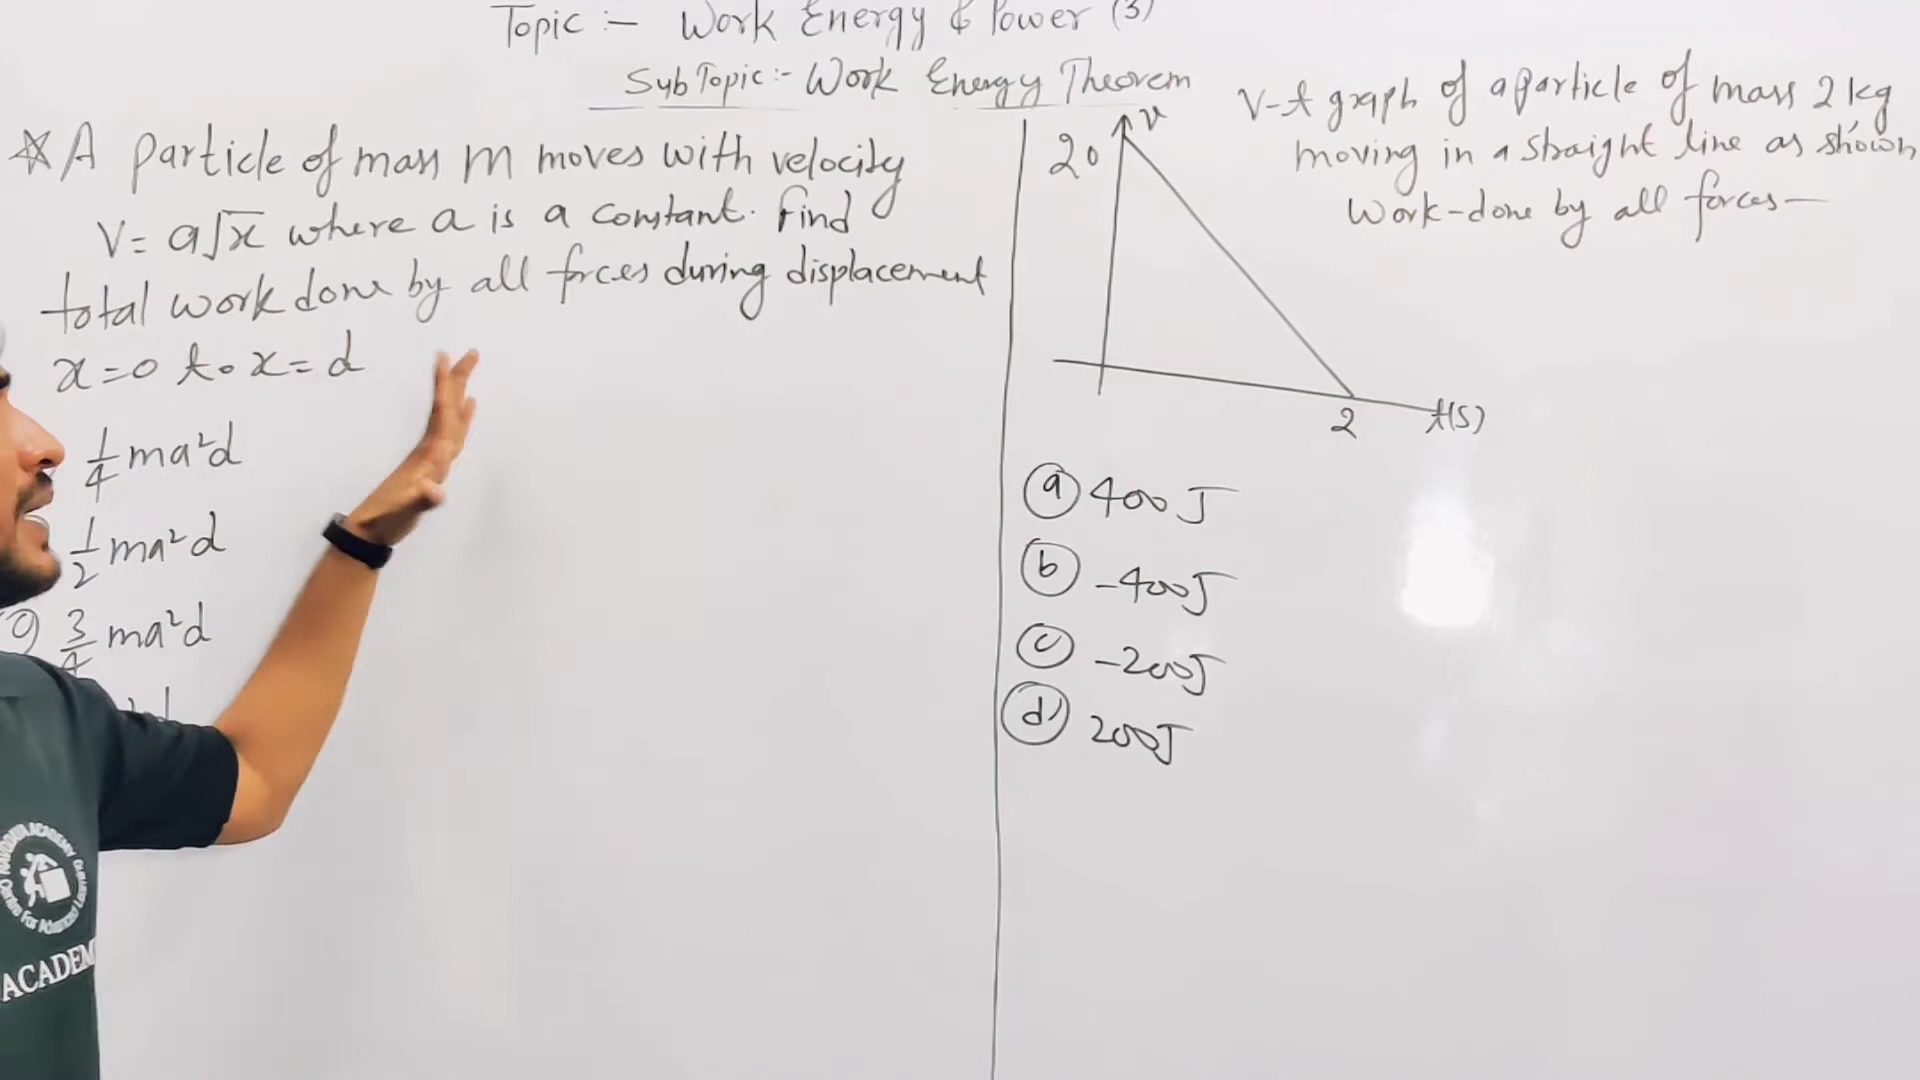 Topic :- Work Energy & Power (3)
Sub Topic :- Work Energy Theorem
☆ A particle of mass m moves with velocity
V = a√x where a is a constant. Find
total work done by all forces during displacement
x=0 to x=d
1/4 ma²d
1/2 ma²d
3/4 ma²d
V-t graph of a particle of mass 2 kg
moving in a straight line as shown
Work-done by all forces—
v
20
2
t(s)
(a) 400 J
(b) -400J
(c) -200J
(d) 200J
ACADEM